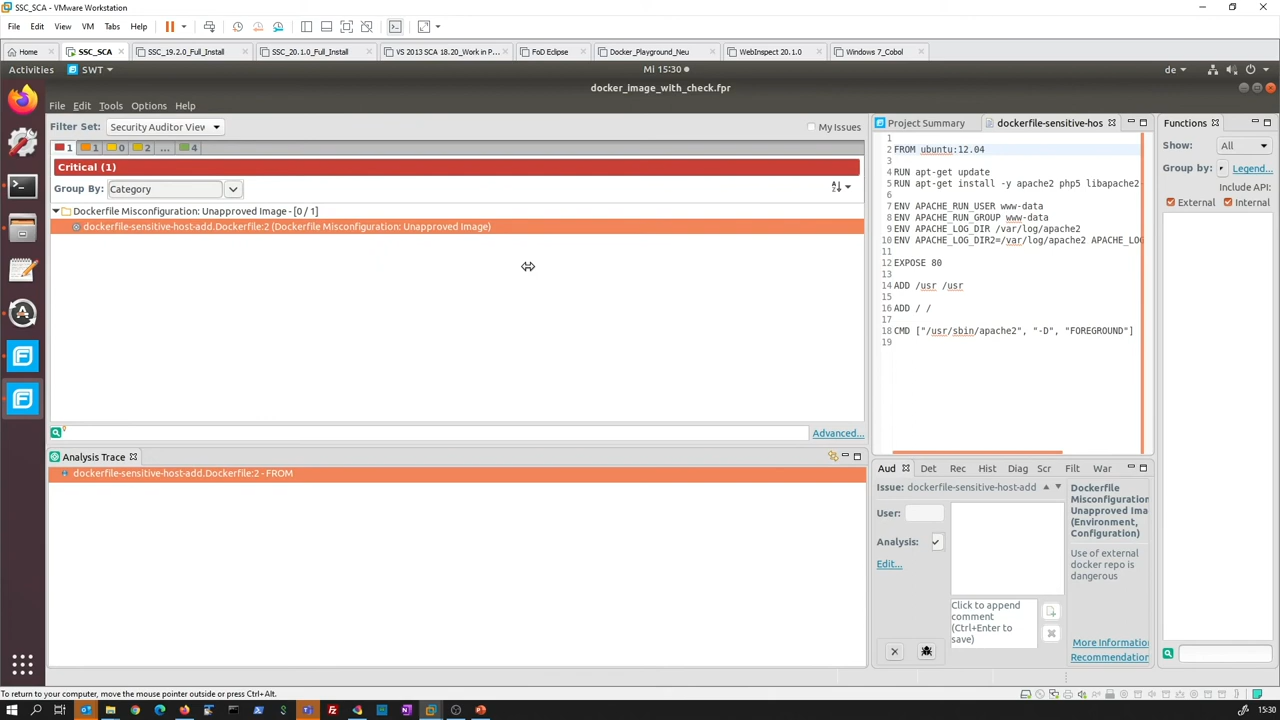 SSC_SCA - VMware Workstation
File Edit View VM Tabs Help
Home
SSC_SCA
SSC_19.2.0_Full_Install
SSC_20.1.0_Full_Install
VS 2013 SCA 18.20_Work in P...
FoD Eclipse
Docker_Playground_Neu
WebInspect 20.1.0
Windows 7_Cobol
Activities
SWT
Mi 15:30
de
docker_image_with_check.fpr
File Edit Tools Options Help
Filter Set: Security Auditor View
My Issues
1 1 0 2 ... 4
Critical (1)
Group By: Category
Dockerfile Misconfiguration: Unapproved Image - [0 / 1]
dockerfile-sensitive-host-add.Dockerfile:2 (Dockerfile Misconfiguration: Unapproved Image)
Advanced...
Analysis Trace
dockerfile-sensitive-host-add.Dockerfile:2 - FROM
Project Summary
dockerfile-sensitive-hos
1
2 FROM ubuntu:12.04
3
4 RUN apt-get update
5 RUN apt-get install -y apache2 php5 libapache2
6
7 ENV APACHE_RUN_USER www-data
8 ENV APACHE_RUN_GROUP www-data
9 ENV APACHE_LOG_DIR /var/log/apache2
10 ENV APACHE_LOG_DIR2=/var/log/apache2 APACHE_LOG
11
12 EXPOSE 80
13
14 ADD /usr /usr
15
16 ADD / /
17
18 CMD ["/usr/sbin/apache2", "-D", "FOREGROUND"]
19
Aud Det Rec Hist Diag Scr Filt War
Issue: dockerfile-sensitive-host-add
User:
Analysis:
Edit...
Click to append
comment
(Ctrl+Enter to
save)
Dockerfile
Misconfiguration
Unapproved Ima
(Environment,
Configuration)
Use of external
docker repo is
dangerous
More Informatio
Recommendation
Functions
Show: All
Group by:
Legend...
Include API:
External
Internal
To return to your computer, move the mouse pointer outside or press Ctrl+Alt.
15:30